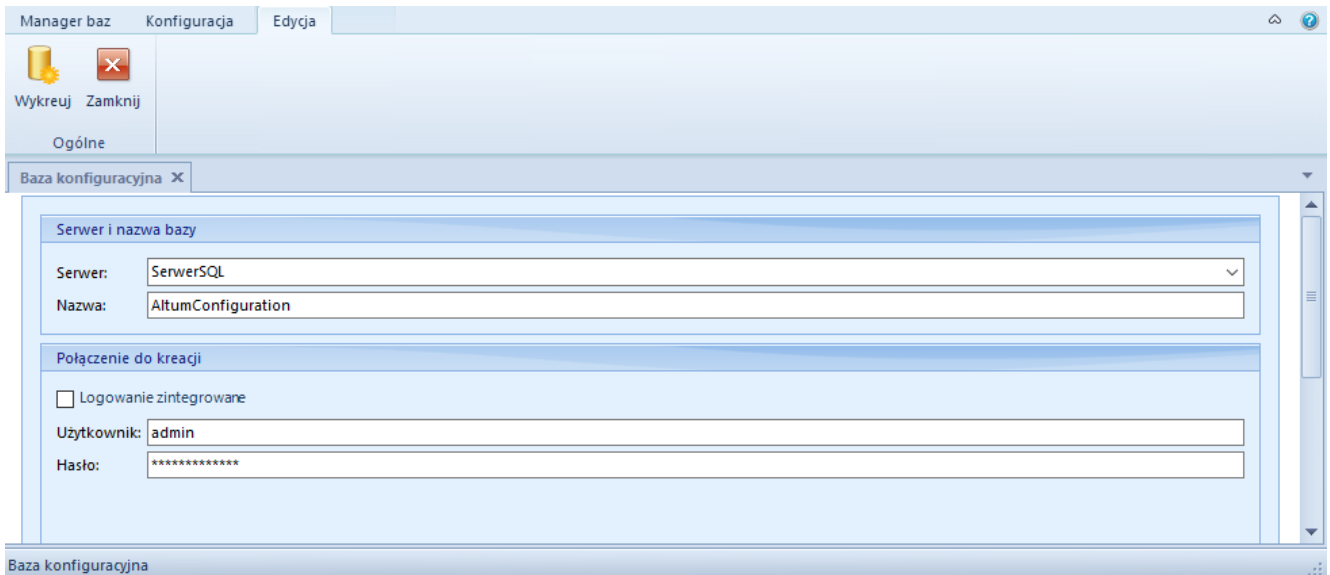 Manager baz Konfiguracja Edycja
Wykreuj Zamknij
Ogólne
Baza konfiguracyjna
Serwer i nazwa bazy
Serwer: SerwerSQL
Nazwa: AltumConfiguration
Połączenie do kreacji
Logowanie zintegrowane
Użytkownik: admin
Hasło: *************
Baza konfiguracyjna